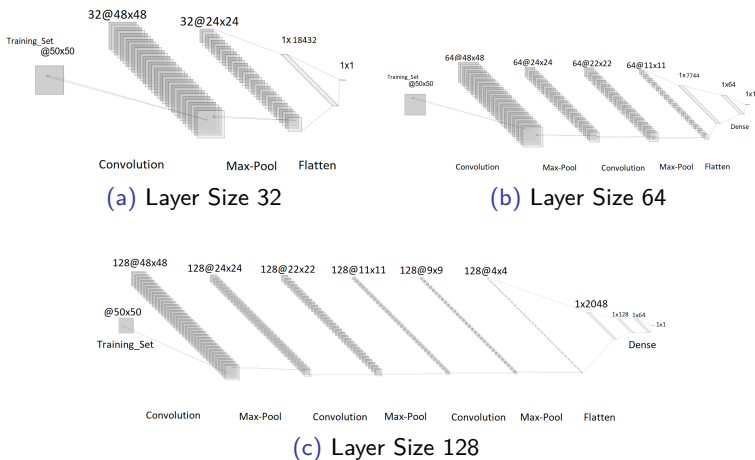 32@48x48
32@24x24
Training_Set
@50x50
1x 18432
1x1
Convolution
Max-Pool
Flatten
(a) Layer Size 32
64@48x48
64@24x24
64@22x22
64@11x11
Training_Set
@50x50
1x7744
1x64
1x1
Dense
Convolution
Max-Pool
Convolution
Max-Pool
Flatten
(b) Layer Size 64
128@48x48
128@24x24
128@22x22
128@11x11
128@9x9
128@4x4
@50x50
Training_Set
1x2048
1x128
1x64
1x1
Dense
Convolution
Max-Pool
Convolution
Max-Pool
Convolution
Max-Pool
Flatten
(c) Layer Size 128